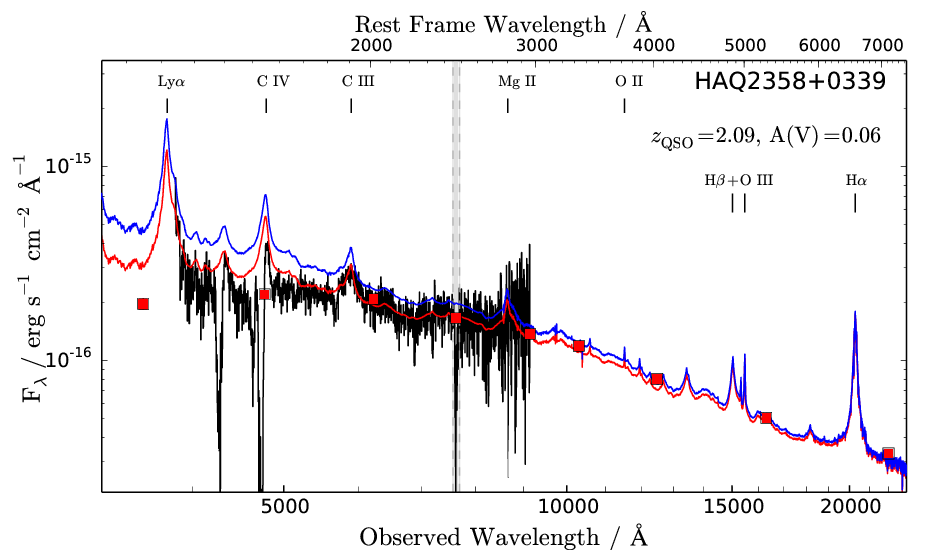 Rest Frame Wavelength / Å
2000 3000 4000 5000 6000 7000
Lyα C IV C III Mg II O II HAQ2358+0339
z_QSO=2.09, A(V)=0.06
Hβ+O III Hα
10⁻¹⁵
10⁻¹⁶
F_λ / erg s⁻¹ cm⁻² Å⁻¹
5000 10000 15000 20000
Observed Wavelength / Å